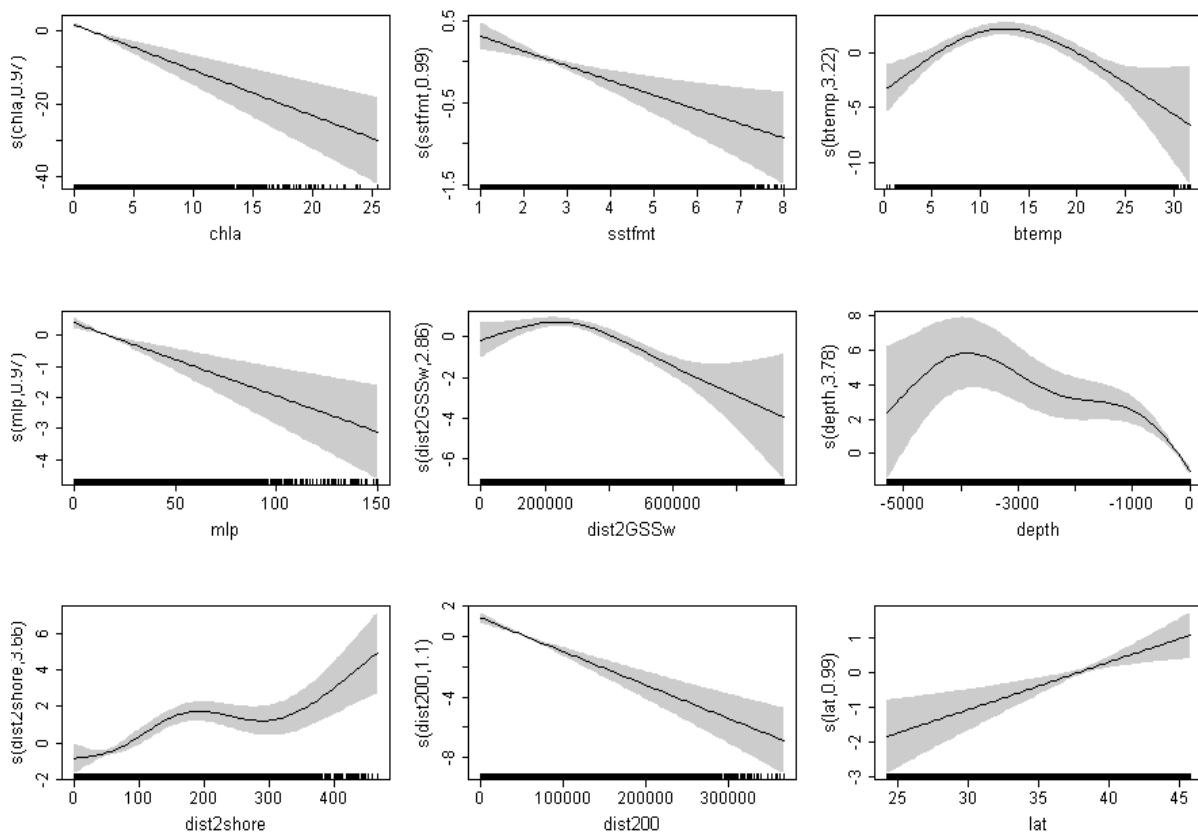 s(chla,0.97)
0
-20
-40
0 5 10 15 20 25
chla
s(sstfmt,0.99)
0.5
-0.5
-1.5
1 2 3 4 5 6 7 8
sstfmt
s(btemp,3.22)
0
-5
-10
0 5 10 15 20 25 30
btemp
s(mlp,0.97)
0
-1
-2
-3
-4
0 50 100 150
mlp
s(dist2GSSw,2.86)
0
-2
-4
-6
0 200000 600000
dist2GSSw
s(depth,3.78)
8
6
4
2
0
-5000 -3000 -1000 0
depth
s(dist2shore,3.66)
6
4
2
0
-2
0 100 200 300 400
dist2shore
s(dist200,1.1)
2
0
-4
-8
0 100000 300000
dist200
s(lat,0.99)
1
0
-1
-2
-3
25 30 35 40 45
lat